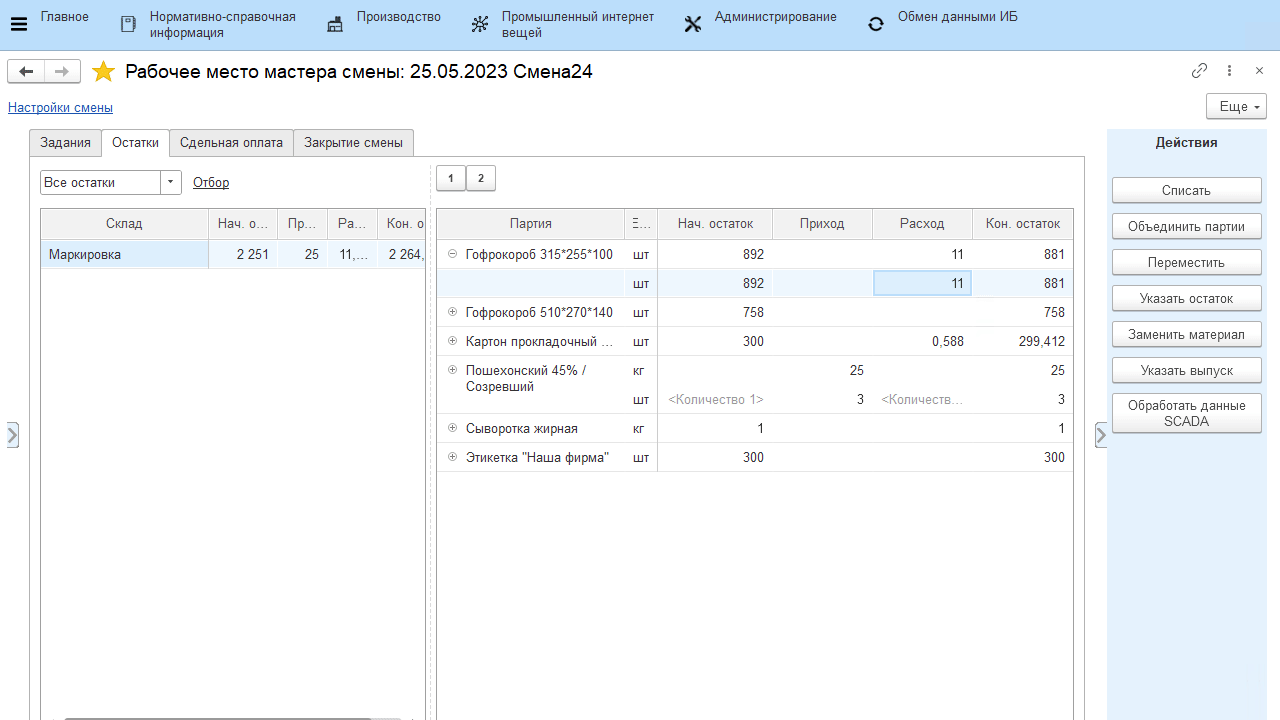 Главное
Нормативно-справочная
информация
Производство
Промышленный интернет
вещей
Администрирование
Обмен данными ИБ
Рабочее место мастера смены: 25.05.2023 Смена24
Настройки смены
Еще
Задания Остатки Сдельная оплата Закрытие смены
Действия
Все остатки Отбор
1 2
Склад Нач. о... Пр... Ра... Кон. о
Маркировка 2 251 25 11,... 2 264,
Партия Е... Нач. остаток Приход Расход Кон. остаток
Гофрокороб 315*255*100 шт 892 11 881
шт 892 11 881
Гофрокороб 510*270*140 шт 758 758
Картон прокладочный ... шт 300 0,588 299,412
Пошехонский 45% / кг 25 25
Созревший
шт <Количество 1> 3 <Количеств... 3
Сыворотка жирная кг 1 1
Этикетка "Наша фирма" шт 300 300
Списать
Объединить партии
Переместить
Указать остаток
Заменить материал
Указать выпуск
Обработать данные
SCADA